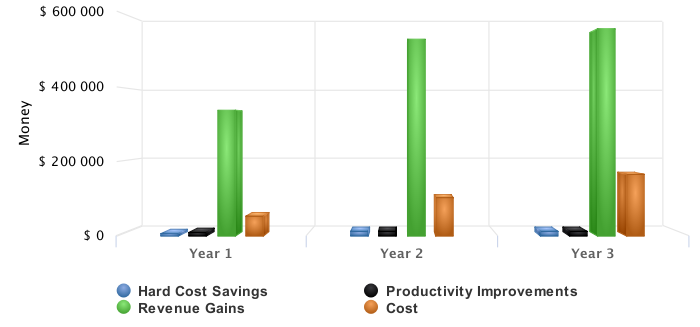 $ 600 000
$ 400 000
$ 200 000
$ 0
Money
Year 1
Year 2
Year 3
Hard Cost Savings
Productivity Improvements
Revenue Gains
Cost